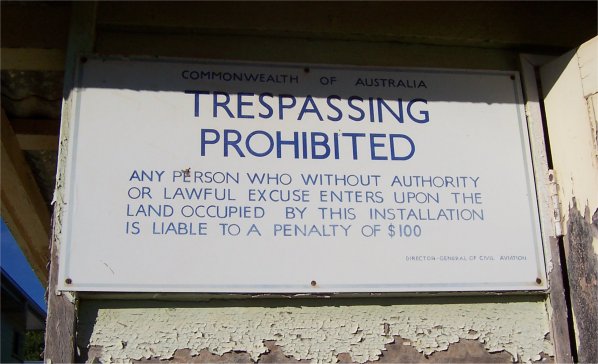 COMMONWEALTH OF AUSTRALIA
TRESPASSING
PROHIBITED
ANY PERSON WHO WITHOUT AUTHORITY
OR LAWFUL EXCUSE ENTERS UPON THE
LAND OCCUPIED BY THIS INSTALLATION
IS LIABLE TO A PENALTY OF $100
DIRECTOR-GENERAL OF CIVIL AVIATION